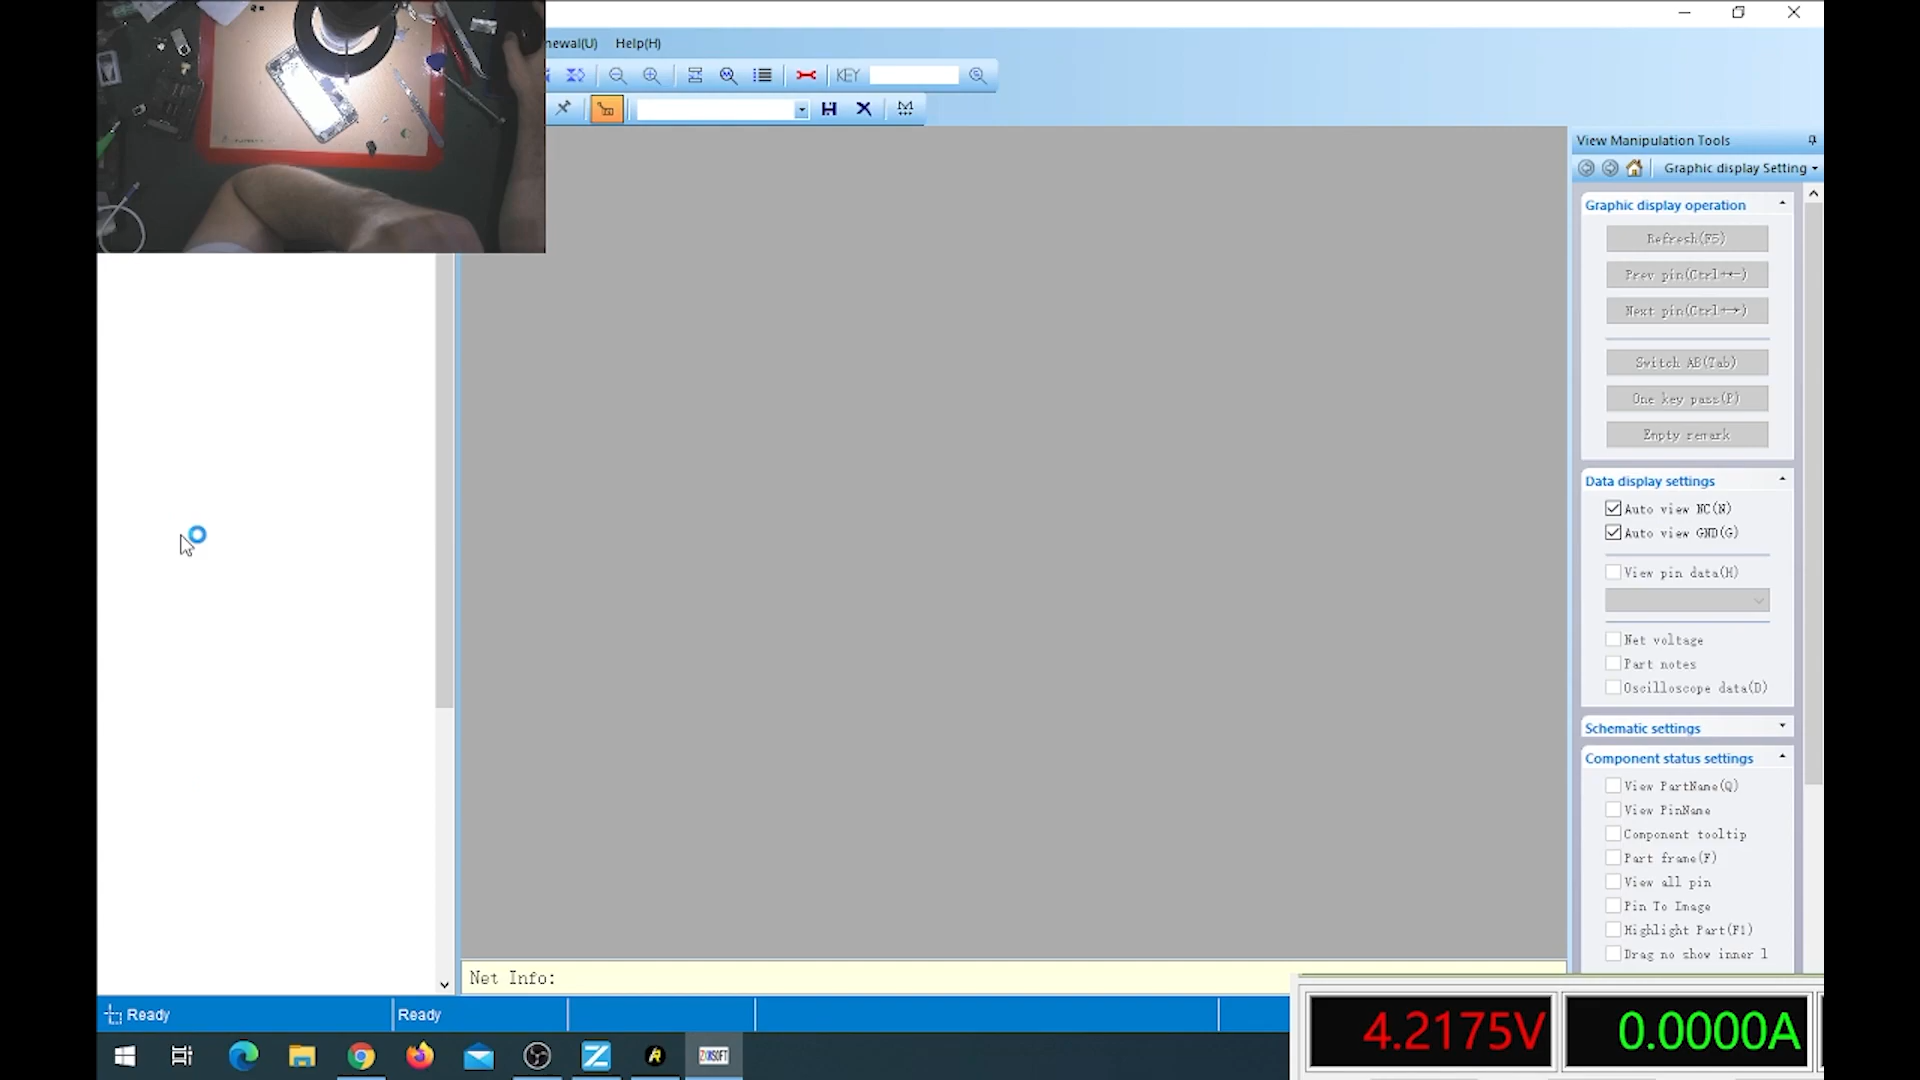 newal(U) Help(H)
KEY
View Manipulation Tools
Graphic display Setting
Graphic display operation
Refresh(F5)
Prev pin(Ctrl+←)
Next pin(Ctrl+→)
Switch AB(Tab)
One key pass(P)
Empty remark
Data display settings
Auto view NC(N)
Auto view GND(G)
View pin data(H)
Net voltage
Part notes
Oscilloscope data(D)
Schematic settings
Component status settings
View PartName(Q)
View PinName
Component tooltip
Part frame(F)
View all pin
Pin To Image
Highlight Part(F1)
Drag no show inner l
Net Info:
Ready
Ready
4.2175V
0.0000A
ZXWSOFT